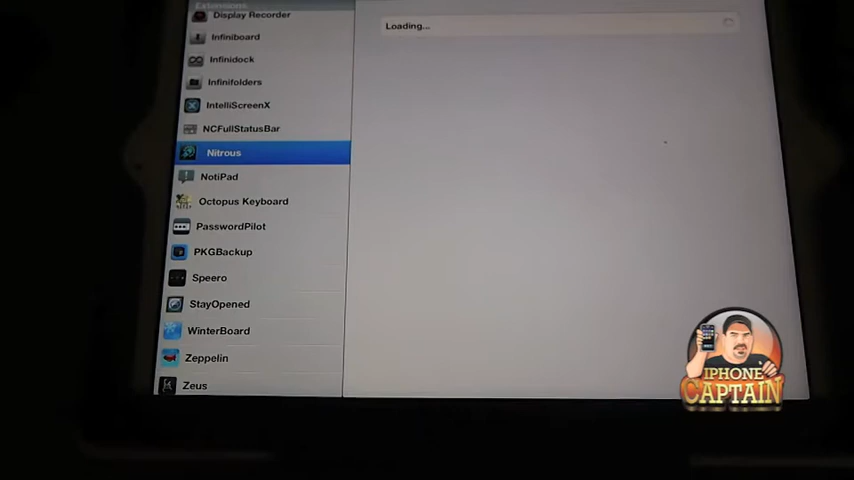 Extensions
Display Recorder
Infiniboard
Infinidock
Infinifolders
IntelliScreenX
NCFullStatusBar
Nitrous
NotiPad
Octopus Keyboard
PasswordPilot
PKGBackup
Speero
StayOpened
WinterBoard
Zeppelin
Zeus
Loading...
IPHONE
CAPTAIN